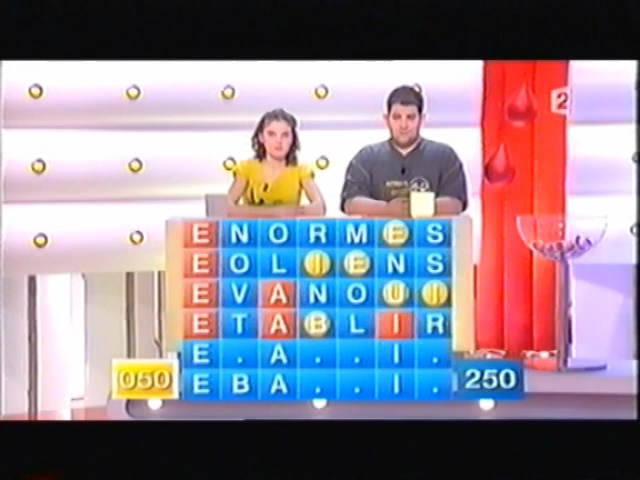 2
ENORMES
EOLIENS
EVANOUI
ETABLIR
E.A..I.
050 EBA..I. 250